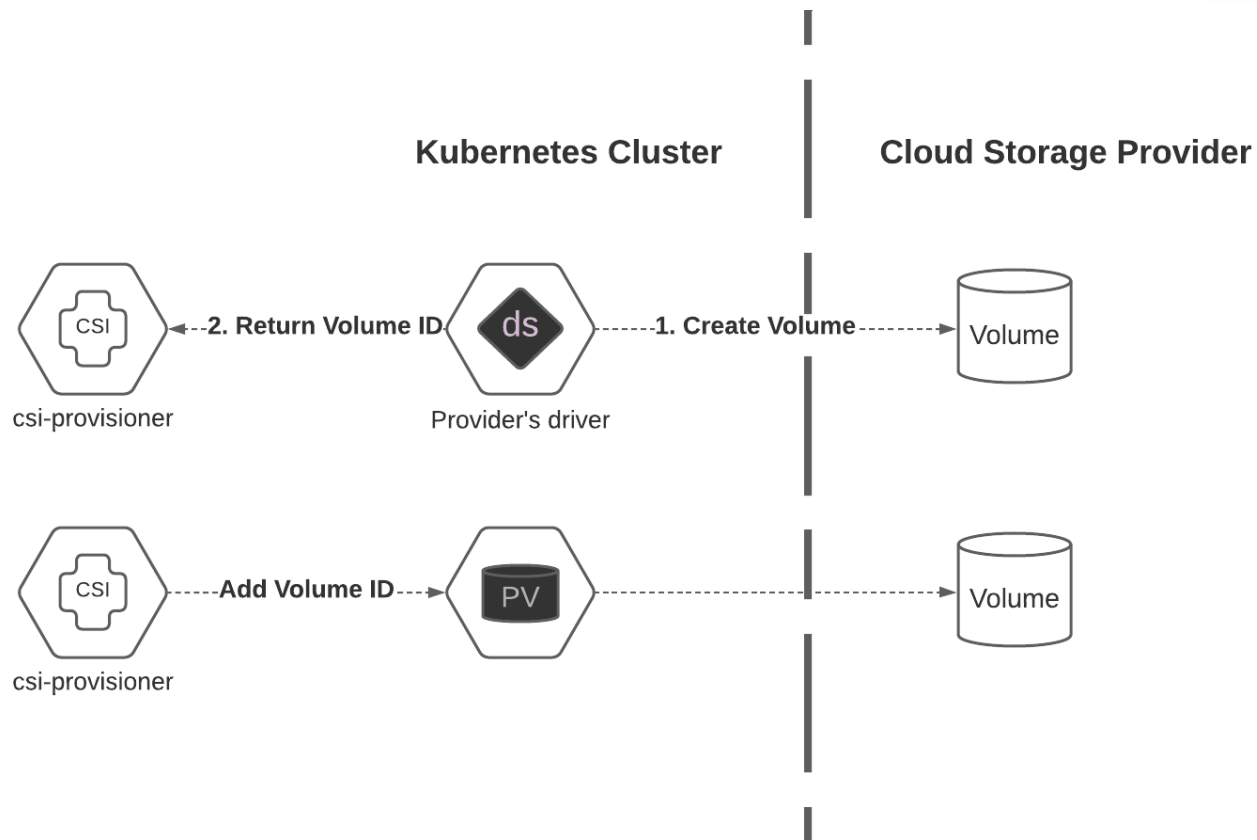 Kubernetes Cluster
Cloud Storage Provider
CSI
2. Return Volume ID
ds
1. Create Volume
Volume
csi-provisioner
Provider's driver
CSI
Add Volume ID
PV
Volume
csi-provisioner